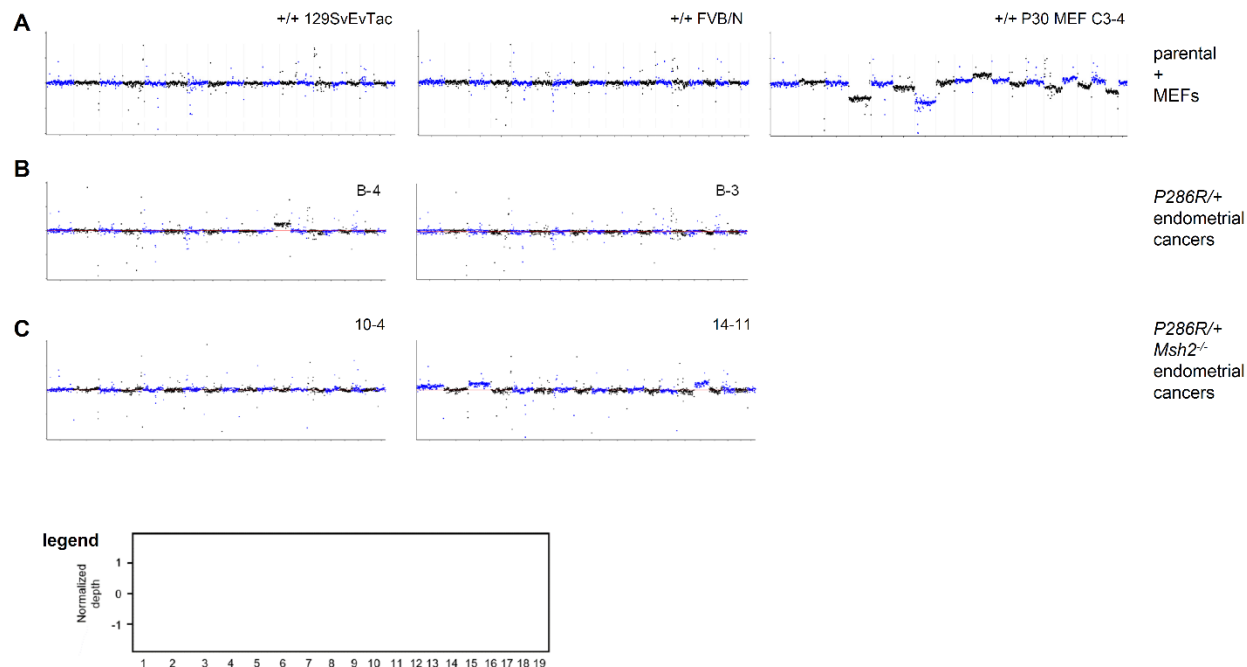 A
+/+ 129SvEvTac
+/+ FVB/N
+/+ P30 MEF C3-4
parental
+
MEFs
B
B-4
B-3
P286R/+
endometrial
cancers
C
10-4
14-11
P286R/+
Msh2-/-
endometrial
cancers
legend
Normalized
depth
1
0
-1
1 2 3 4 5 6 7 8 9 10 11 12 13 14 15 16 17 18 19